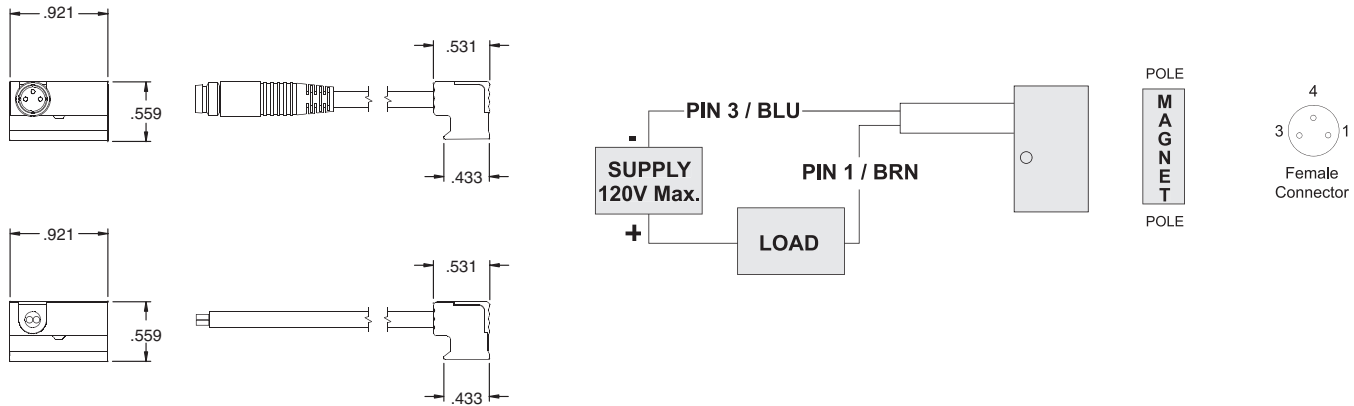 .921
.559
.531
.433
.921
.559
.531
.433
PIN 3 / BLU
-
SUPPLY
120V Max.
+
PIN 1 / BRN
LOAD
POLE
MAGNET
POLE
4
3
1
Female
Connector